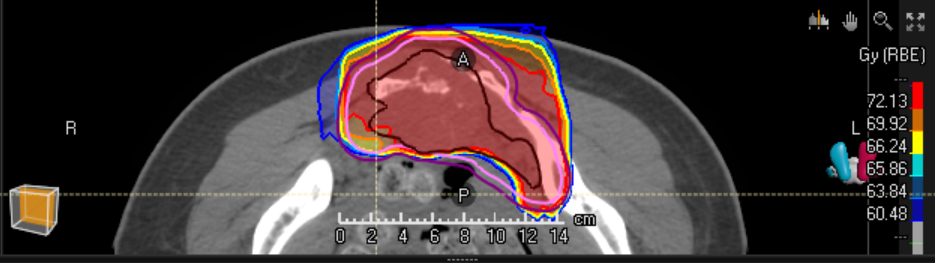 Gy (RBE)
---
72.13
69.92
66.24
65.86
63.84
60.48
---
A
R
L
P
cm
0 2 4 6 8 10 12 14